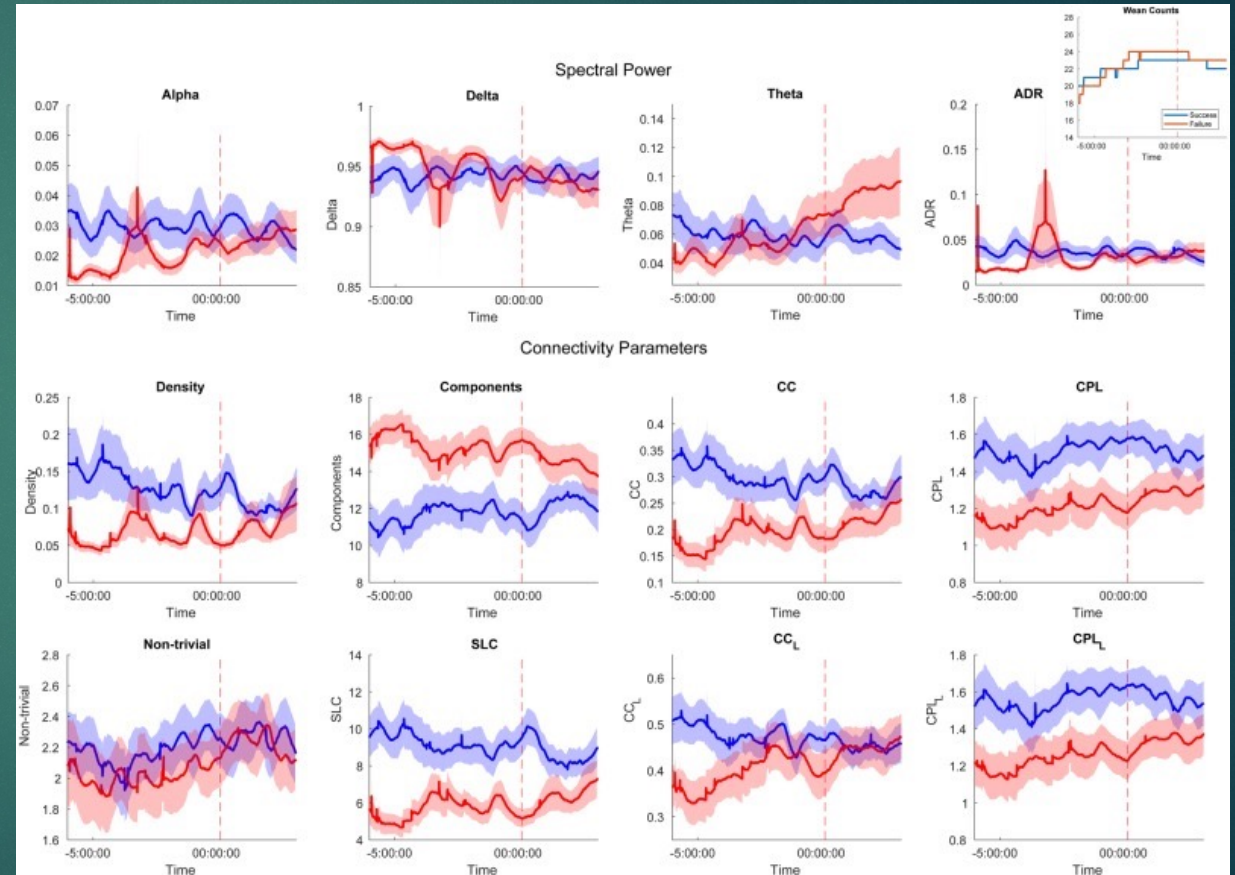 Wean Counts
28
26
24
22
20
18
16
14
-5:00:00 00:00:00
Time
Success
Failure
Spectral Power
Alpha
0.07
0.06
0.05
0.04
0.03
0.02
0.01
-5:00:00 00:00:00
Time
Delta
Delta
1
0.95
0.9
0.85
-5:00:00 00:00:00
Time
Theta
Theta
0.14
0.12
0.1
0.08
0.06
0.04
-5:00:00 00:00:00
Time
ADR
ADR
0.2
0.15
0.1
0.05
0
-5:00:00 00:00:00
Time
Connectivity Parameters
Density
Density
0.25
0.2
0.15
0.1
0.05
0
-5:00:00 00:00:00
Time
Components
Components
18
16
14
12
10
8
-5:00:00 00:00:00
Time
CC
CC
0.4
0.35
0.3
0.25
0.2
0.15
0.1
-5:00:00 00:00:00
Time
CPL
CPL
1.8
1.6
1.4
1.2
1
0.8
-5:00:00 00:00:00
Time
Non-trivial
Non-trivial
2.8
2.6
2.4
2.2
2
1.8
1.6
-5:00:00 00:00:00
Time
SLC
SLC
14
12
10
8
6
4
-5:00:00 00:00:00
Time
CC_L
CC_L
0.6
0.5
0.4
0.3
-5:00:00 00:00:00
Time
CPL_L
CPL_L
1.8
1.6
1.4
1.2
1
0.8
-5:00:00 00:00:00
Time